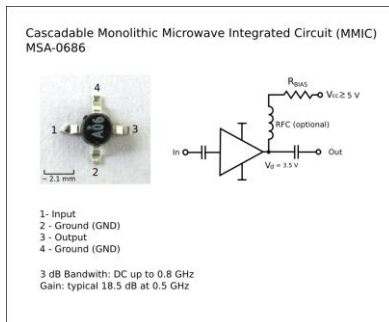 Cascadable Monolithic Microwave Integrated Circuit (MMIC)
MSA-0686
4
1
A06
3
2
~ 2.1 mm
RBIAS
Vcc≥ 5 V
RFC (optional)
In
Out
Vd = 3.5 V
1- Input
2 - Ground (GND)
3 - Output
4 - Ground (GND)
3 dB Bandwith: DC up to 0.8 GHz
Gain: typical 18.5 dB at 0.5 GHz